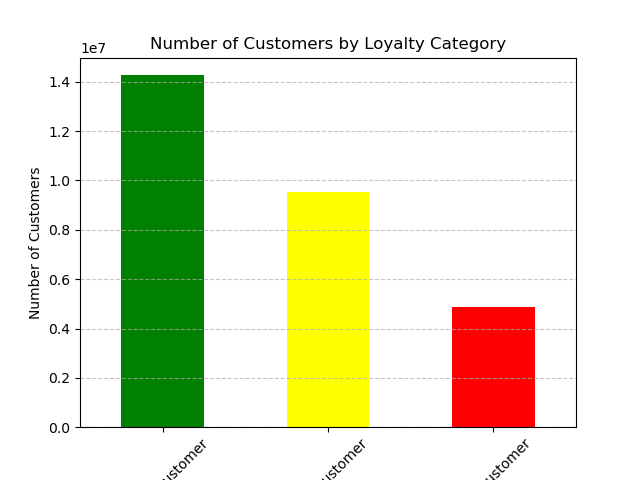 Number of Customers by Loyalty Category
1e7
1.4
1.2
1.0
0.8
0.6
0.4
0.2
0.0
Number of Customers
ustomer
ustomer
ustomer